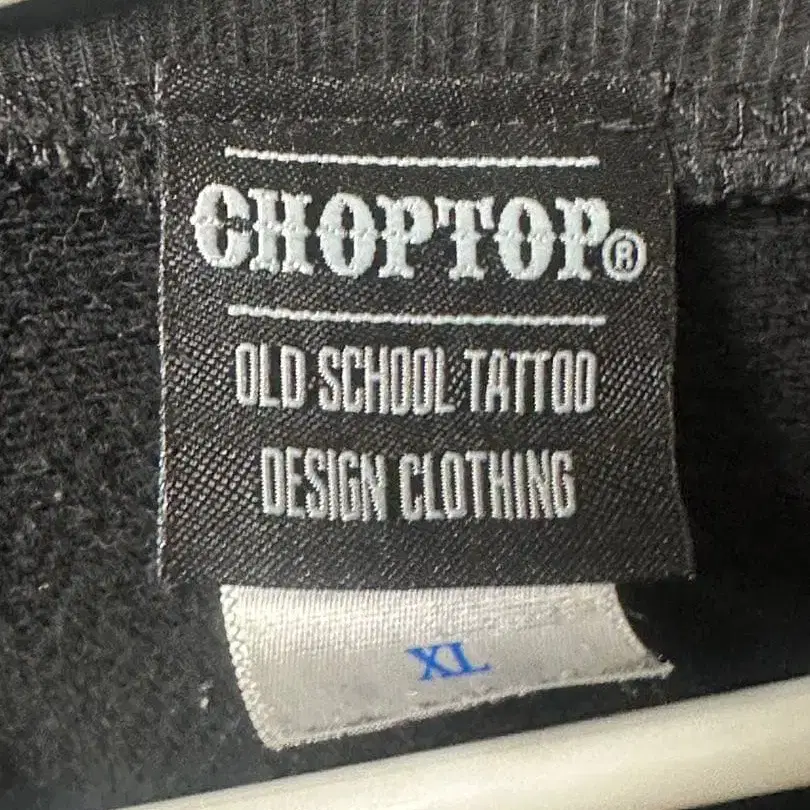 CHOPTOP®
OLD SCHOOL TATTOO
DESIGN CLOTHING
XL